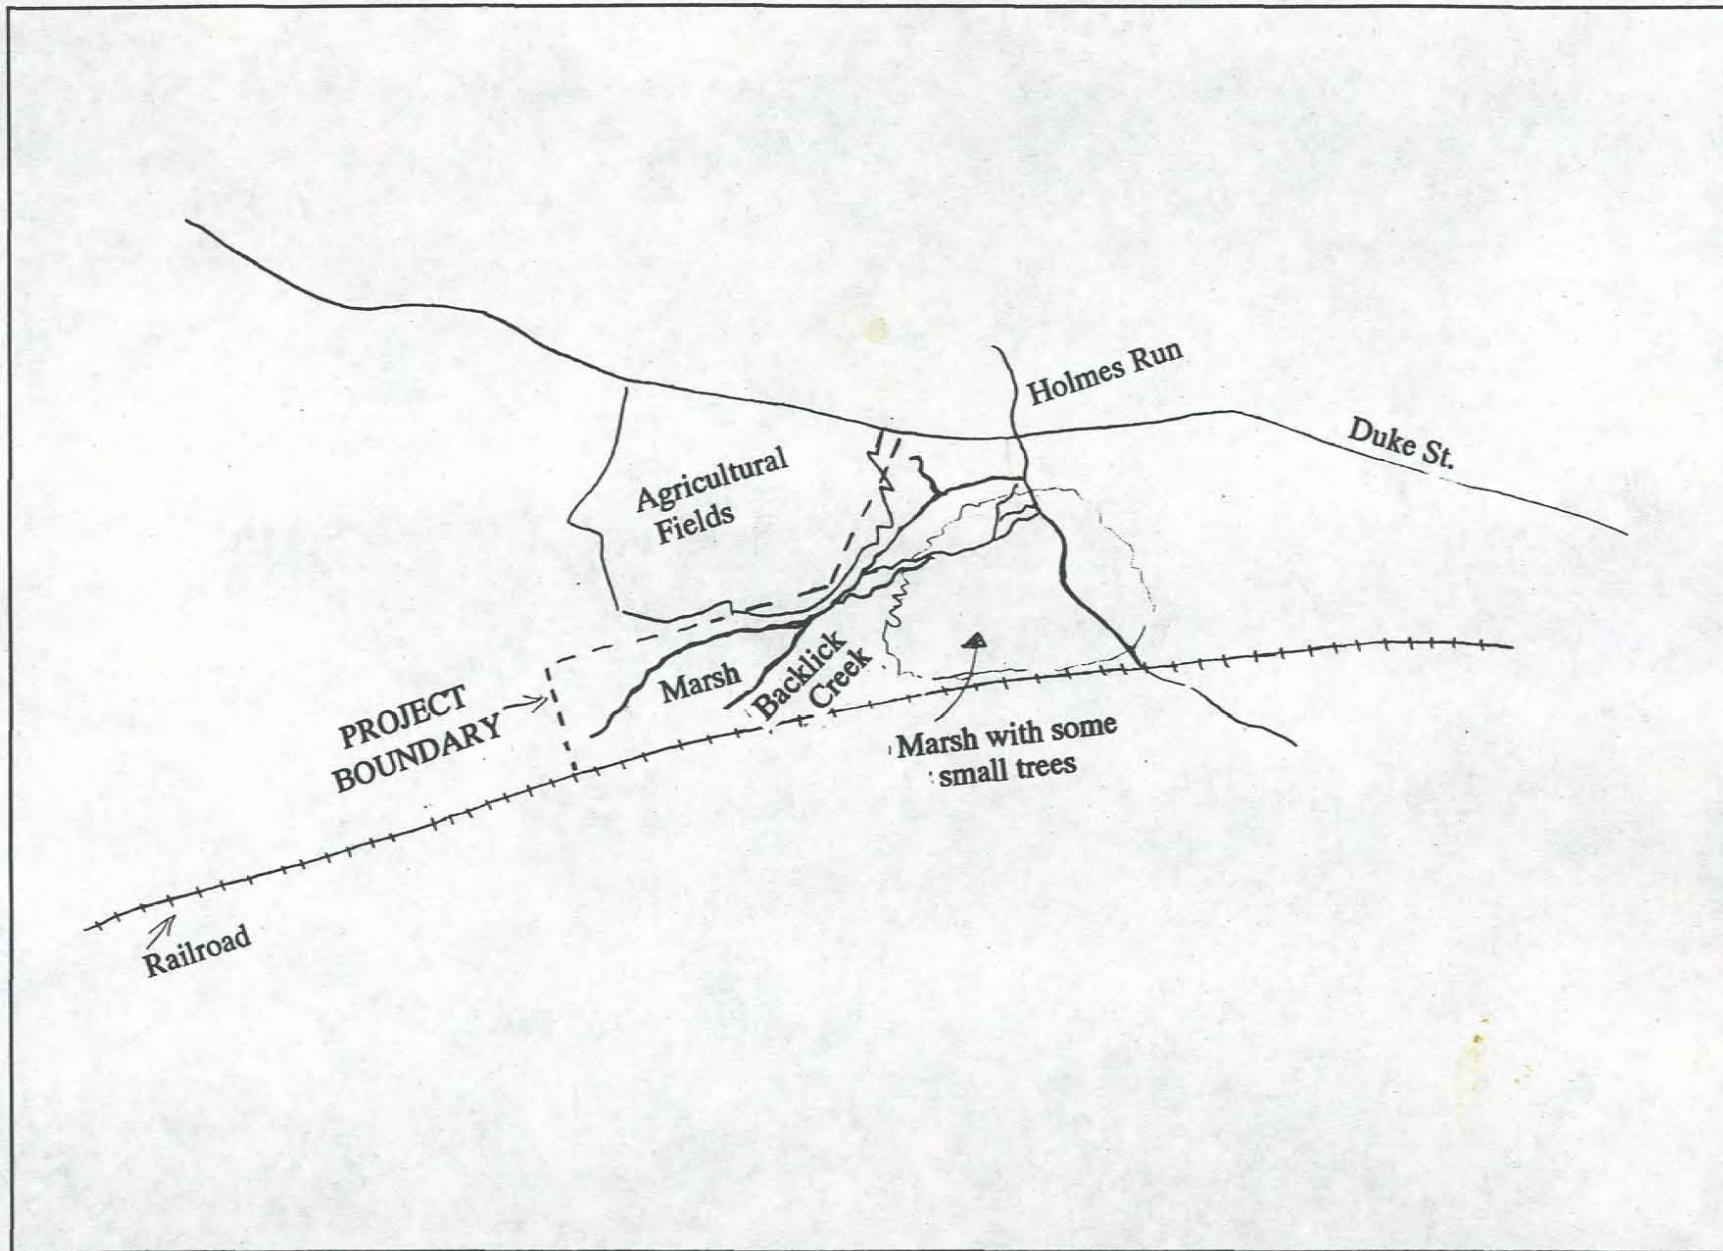 Holmes Run
Duke St.
Agricultural
Fields
Marsh
Backlick
Creek
PROJECT
BOUNDARY
Marsh with some
small trees
Railroad